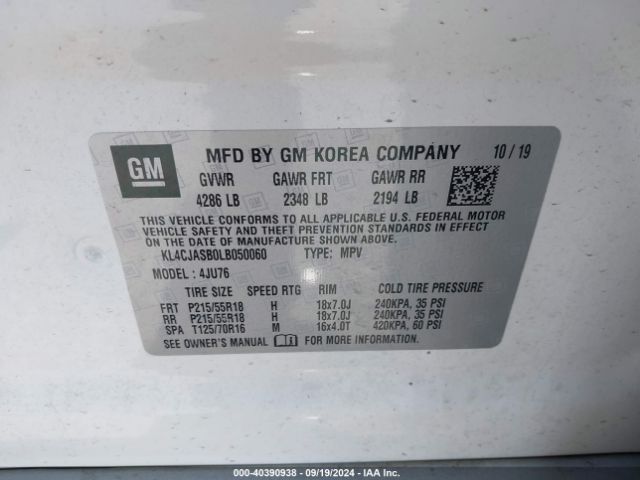 GM MFD BY GM KOREA COMPANY 10 / 19
GVWR GAWR FRT GAWR RR
4286 LB 2348 LB 2194 LB
THIS VEHICLE CONFORMS TO ALL APPLICABLE U.S. FEDERAL MOTOR
VEHICLE SAFETY, BUMPER, AND THEFT PREVENTION STANDARDS IN EFFECT
ON THE DATE OF MANUFACTURE SHOWN ABOVE.
KL4CJASB0LB050060 TYPE: MPV
MODEL : 4JU76
TIRE SIZE SPEED RTG RIM COLD TIRE PRESSURE
FRT P215/55R18 H 18x7.0J 240KPA, 35 PSI
RR P215/55R18 H 18x7.0J 240KPA, 35 PSI
SPA T125/70R16 M 16x4.0T 420KPA, 60 PSI
SEE OWNER'S MANUAL FOR MORE INFORMATION
000-40390938 - 09/19/2024 - IAA Inc.